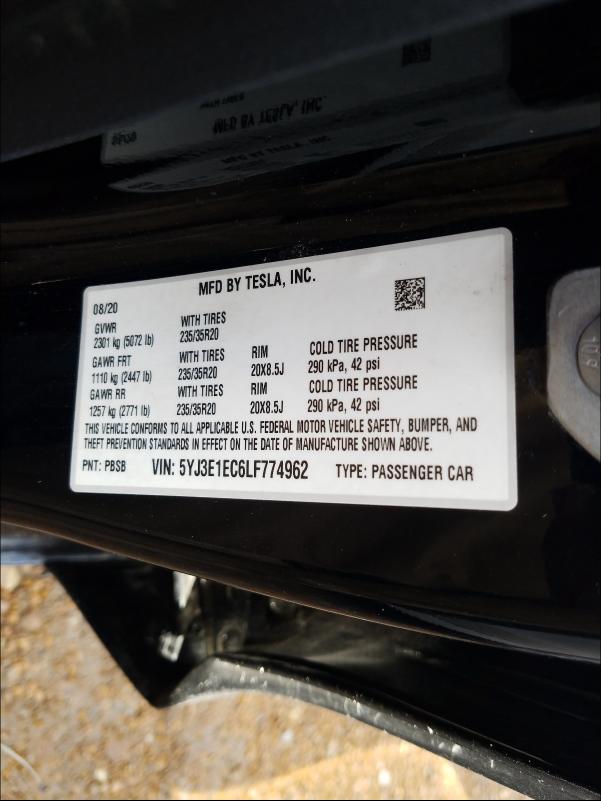 MFD BY TESLA, INC.
08/20
GVWR WITH TIRES
2301 kg (5072 lb) 235/35R20
GAWR FRT WITH TIRES RIM COLD TIRE PRESSURE
1110 kg (2447 lb) 235/35R20 20X8.5J 290 kPa, 42 psi
GAWR RR WITH TIRES RIM COLD TIRE PRESSURE
1257 kg (2771 lb) 235/35R20 20X8.5J 290 kPa, 42 psi
THIS VEHICLE CONFORMS TO ALL APPLICABLE U.S. FEDERAL MOTOR VEHICLE SAFETY, BUMPER, AND
THEFT PREVENTION STANDARDS IN EFFECT ON THE DATE OF MANUFACTURE SHOWN ABOVE.
PNT: PBSB VIN: 5YJ3E1EC6LF774962 TYPE: PASSENGER CAR